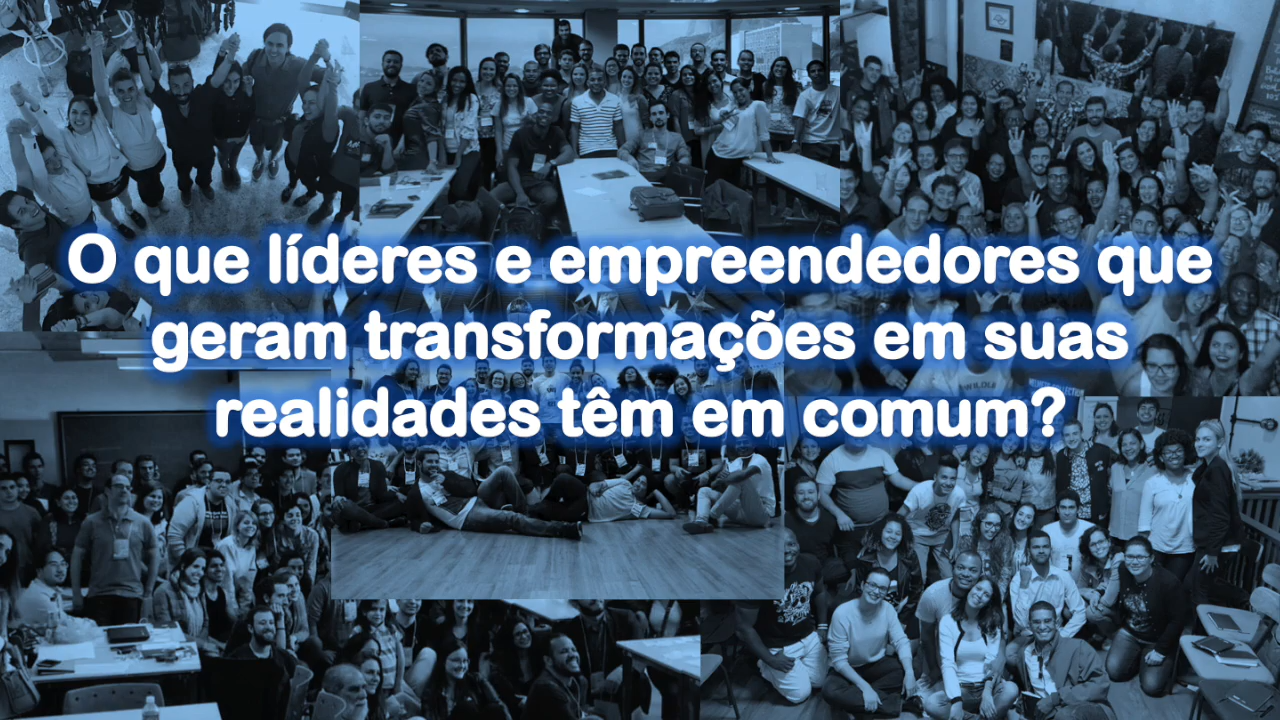 O que líderes e empreendedores que
geram transformações em suas
realidades têm em comum?